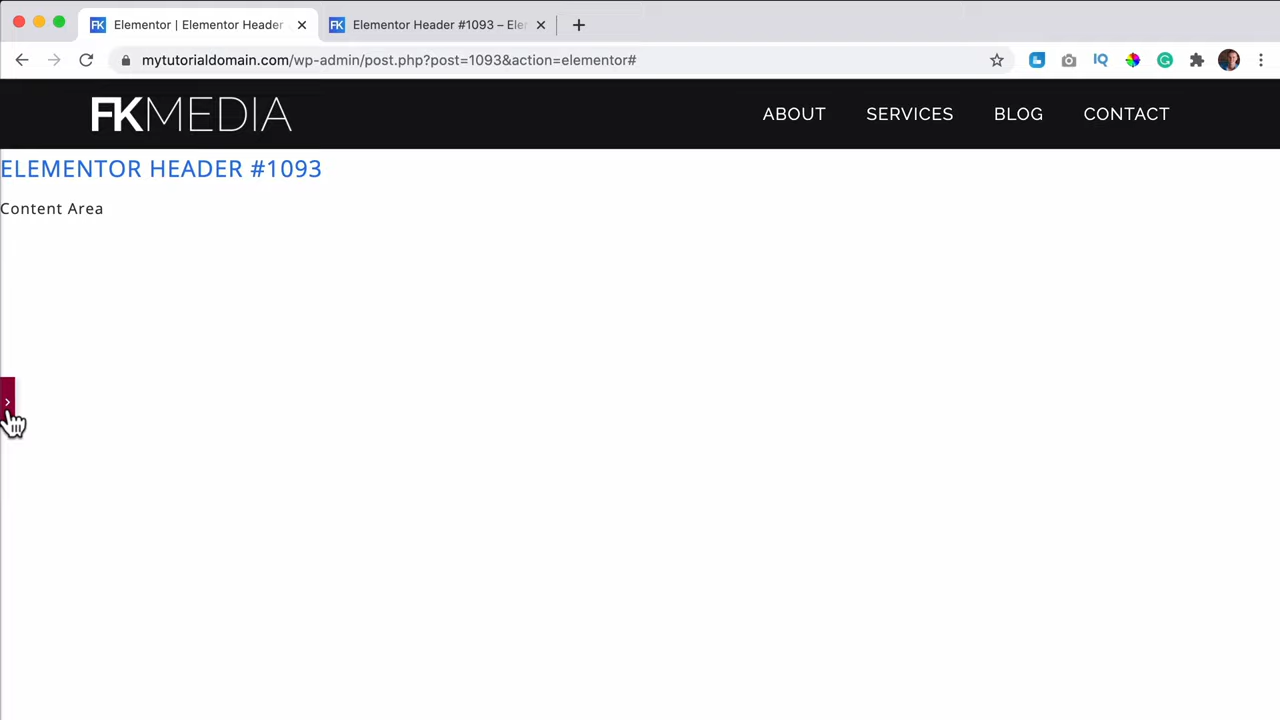 Elementor | Elementor Header
Elementor Header #1093 – Ele
mytutorialdomain.com/wp-admin/post.php?post=1093&action=elementor#
FKMEDIA
ABOUT SERVICES BLOG CONTACT
ELEMENTOR HEADER #1093
Content Area